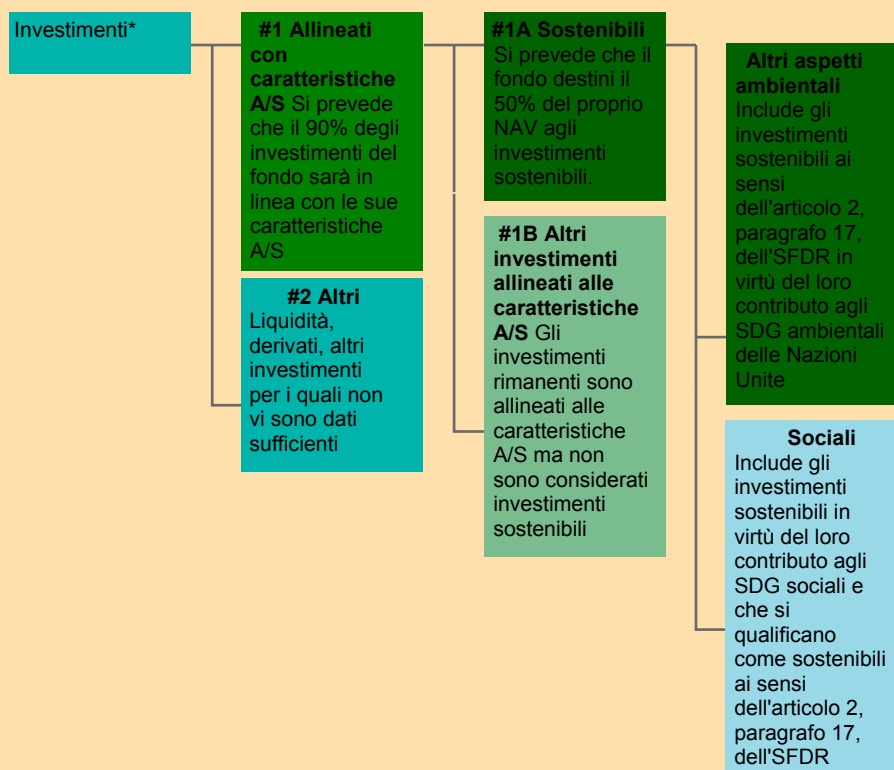 Investimenti*
#1 Allineati
con
caratteristiche
A/S Si prevede
che il 90% degli
investimenti del
fondo sarà in
linea con le sue
caratteristiche
A/S
#2 Altri
Liquidità,
derivati, altri
investimenti
per i quali non
vi sono dati
sufficienti
#1A Sostenibili
Si prevede che il
fondo destini il
50% del proprio
NAV agli
investimenti
sostenibili.
#1B Altri
investimenti
allineati alle
caratteristiche
A/S Gli
investimenti
rimanenti sono
allineati alle
caratteristiche
A/S ma non
sono considerati
investimenti
sostenibili
Altri aspetti
ambientali
Include gli
investimenti
sostenibili ai
sensi
dell'articolo 2,
paragrafo 17,
dell'SFDR in
virtù del loro
contributo agli
SDG ambientali
delle Nazioni
Unite
Sociali
Include gli
investimenti
sostenibili in
virtù del loro
contributo agli
SDG sociali e
che si
qualificano
come sostenibili
ai sensi
dell'articolo 2,
paragrafo 17,
dell'SFDR